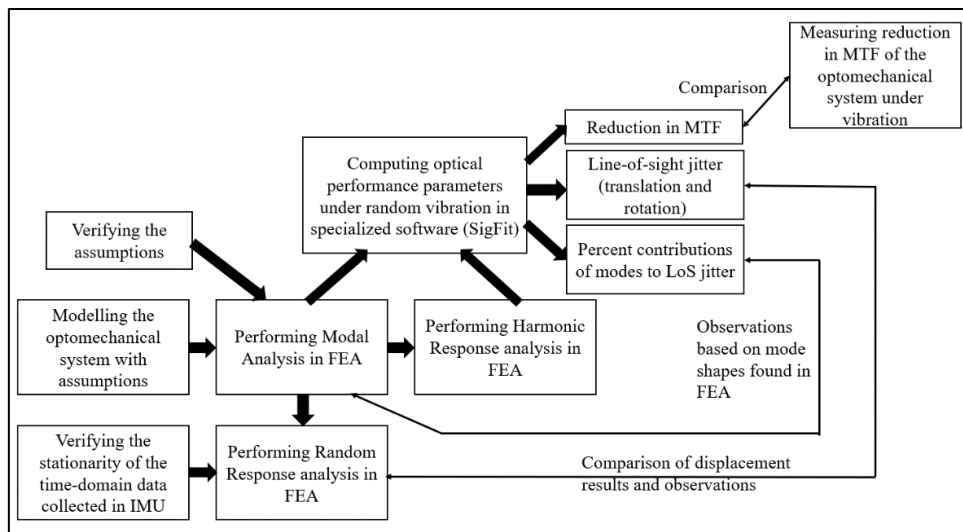 Measuring reduction
in MTF of the
optomechanical
system under
vibration
Comparison
Reduction in MTF
Computing optical
performance parameters
under random vibration in
specialized software (SigFit)
Line-of-sight jitter
(translation and
rotation)
Percent contributions
of modes to LoS jitter
Verifying the
assumptions
Modelling the
optomechanical
system with
assumptions
Performing Modal
Analysis in FEA
Performing Harmonic
Response analysis in
FEA
Observations
based on mode
shapes found in
FEA
Verifying the
stationarity of the
time-domain data
collected in IMU
Performing Random
Response analysis in
FEA
Comparison of displacement
results and observations